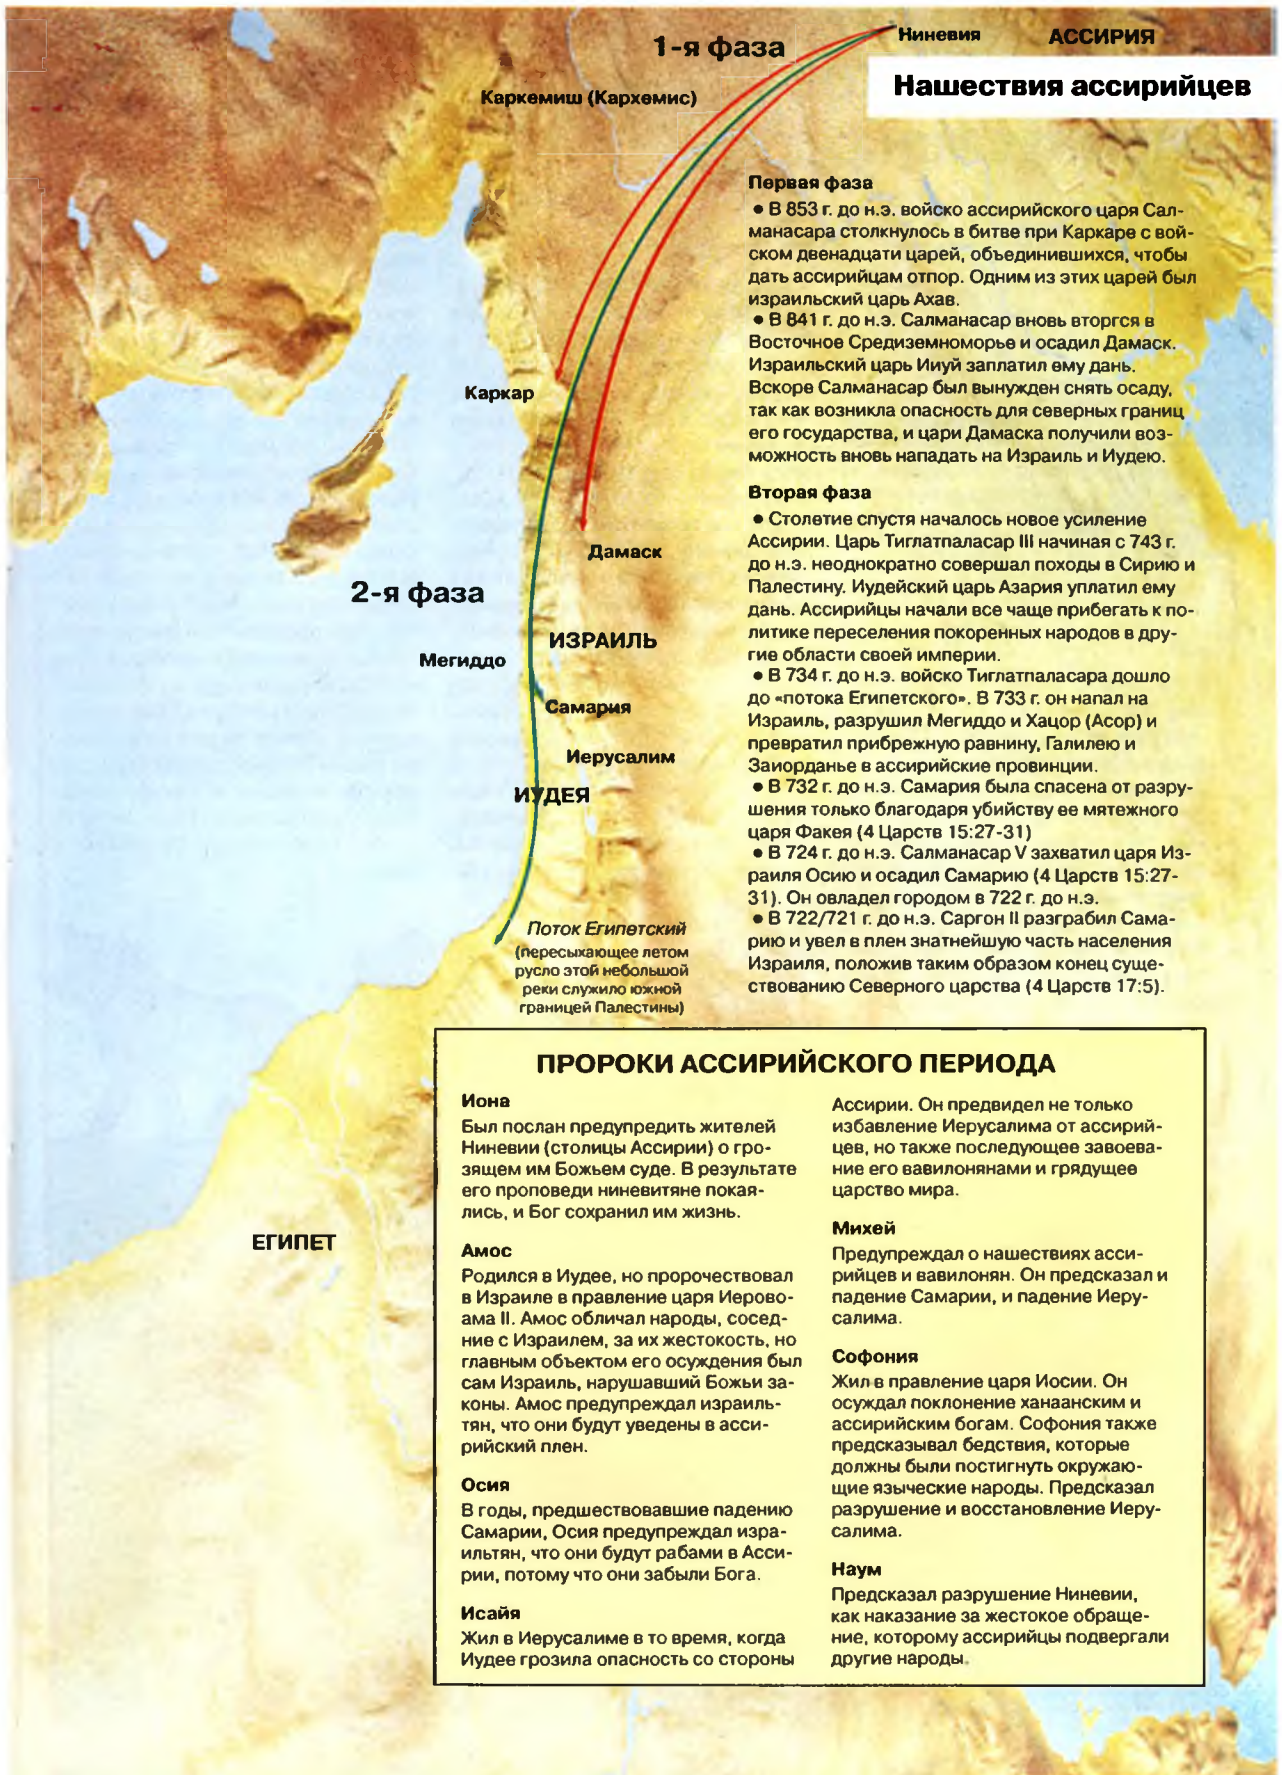 1-я фаза
Ниневия
АССИРИЯ
Нашествия ассирийцев
Каркемиш (Кархемис)
Каркар
Дамаск
2-я фаза
ИЗРАИЛЬ
Мегиддо
Самария
Иерусалим
ИУДЕЯ
Поток Египетский
(пересыхающее летом
русло этой небольшой
реки служило южной
границей Палестины)
ЕГИПЕТ
Первая фаза
• В 853 г. до н.э. войско ассирийского царя Сал-
манасара столкнулось в битве при Каркаре с вой-
ском двенадцати царей, объединившихся, чтобы
дать ассирийцам отпор. Одним из этих царей был
израильский царь Ахав.
• В 841 г. до н.э. Салманасар вновь вторгся в
Восточное Средиземноморье и осадил Дамаск.
Израильский царь Ииуй заплатил ему дань.
Вскоре Салманасар был вынужден снять осаду,
так как возникла опасность для северных границ
его государства, и цари Дамаска получили воз-
можность вновь нападать на Израиль и Иудею.
Вторая фаза
• Столетие спустя началось новое усиление
Ассирии. Царь Тиглатпаласар III начиная с 743 г.
до н.э. неоднократно совершал походы в Сирию и
Палестину. Иудейский царь Азария уплатил ему
дань. Ассирийцы начали все чаще прибегать к по-
литике переселения покоренных народов в дру-
гие области своей империи.
• В 734 г. до н.э. войско Тиглатпаласара дошло
до «потока Египетского». В 733 г. он напал на
Израиль, разрушил Мегиддо и Хацор (Асор) и
превратил прибрежную равнину, Галилею и
Заиорданье в ассирийские провинции.
• В 732 г. до н.э. Самария была спасена от разру-
шения только благодаря убийству ее мятежного
царя Факея (4 Царств 15:27-31)
• В 724 г. до н.э. Салманасар V захватил царя Из-
раиля Осию и осадил Самарию (4 Царств 15:27-
31). Он овладел городом в 722 г. до н.э.
• В 722/721 г. до н.э. Саргон II разграбил Сама-
рию и увел в плен знатнейшую часть населения
Израиля, положив таким образом конец суще-
ствованию Северного царства (4 Царств 17:5).
ПРОРОКИ АССИРИЙСКОГО ПЕРИОДА
Иона
Был послан предупредить жителей
Ниневии (столицы Ассирии) о гро-
зящем им Божьем суде. В результате
его проповеди ниневитяне покая-
лись, и Бог сохранил им жизнь.
Амос
Родился в Иудее, но пророчествовал
в Израиле в правление царя Иерово-
ама II. Амос обличал народы, сосед-
ние с Израилем, за их жестокость, но
главным объектом его осуждения был
сам Израиль, нарушавший Божьи за-
коны. Амос предупреждал израиль-
тян, что они будут уведены в асси-
рийский плен.
Осия
В годы, предшествовавшие падению
Самарии, Осия предупреждал изра-
ильтян, что они будут рабами в Асси-
рии, потому что они забыли Бога.
Исайя
Жил в Иерусалиме в то время, когда
Иудее грозила опасность со стороны
Ассирии. Он предвидел не только
избавление Иерусалима от ассирий-
цев, но также последующее завоева-
ние его вавилонянами и грядущее
царство мира.
Михей
Предупреждал о нашествиях асси-
рийцев и вавилонян. Он предсказал и
падение Самарии, и падение Иеру-
салима.
Софония
Жил в правление царя Иосии. Он
осуждал поклонение ханаанским и
ассирийским богам. Софония также
предсказывал бедствия, которые
должны были постигнуть окружаю-
щие языческие народы. Предсказал
разрушение и восстановление Иеру-
салима.
Наум
Предсказал разрушение Ниневии,
как наказание за жестокое обраще-
ние, которому ассирийцы подвергали
другие народы.